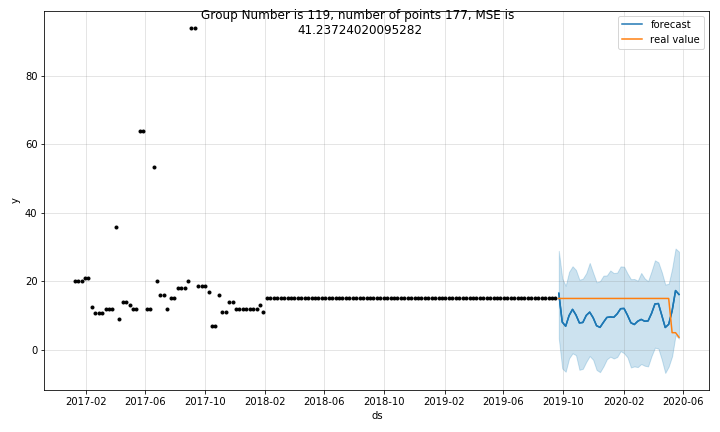 Group Number is 119, number of points 177, MSE is
41.23724020095282
forecast
real value
80
60
40
20
0
y
2017-02 2017-06 2017-10 2018-02 2018-06 2018-10 2019-02 2019-06 2019-10 2020-02 2020-06
ds